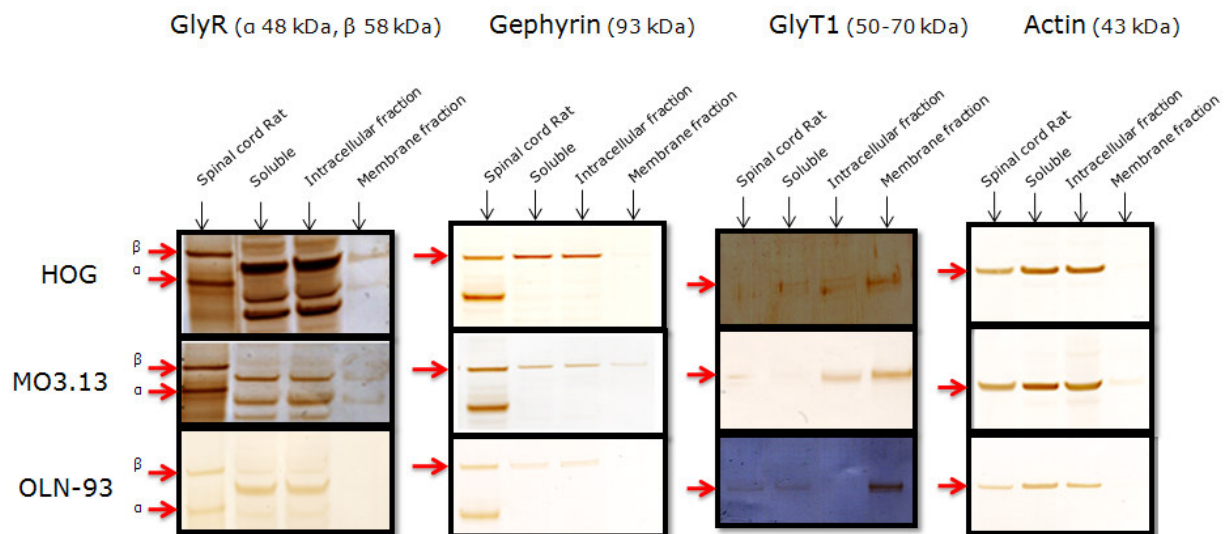 GlyR (α 48 kDa, β 58 kDa)
Gephyrin (93 kDa)
GlyT1 (50-70 kDa)
Actin (43 kDa)
Spinal cord Rat
Soluble
Intracellular fraction
Membrane fraction
Spinal cord Rat
Soluble
Intracellular fraction
Membrane fraction
Spinal cord Rat
Soluble
Intracellular fraction
Membrane fraction
Spinal cord Rat
Soluble
Intracellular fraction
Membrane fraction
HOG
β
α
MO3.13
β
α
OLN-93
β
α